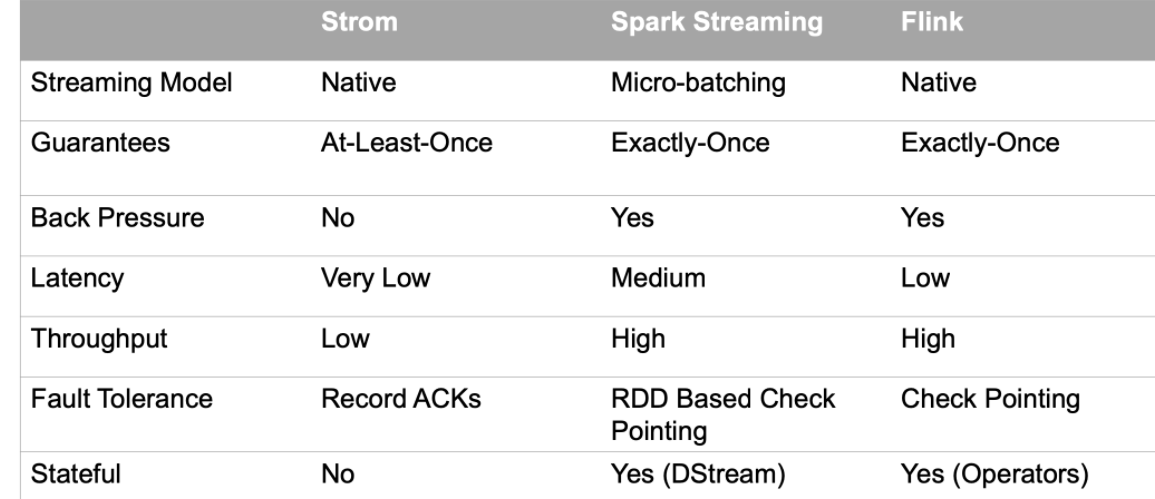 Strom Spark Streaming Flink
Streaming Model Native Micro-batching Native
Guarantees At-Least-Once Exactly-Once Exactly-Once
Back Pressure No Yes Yes
Latency Very Low Medium Low
Throughput Low High High
Fault Tolerance Record ACKs RDD Based Check Check Pointing
Pointing
Stateful No Yes (DStream) Yes (Operators)